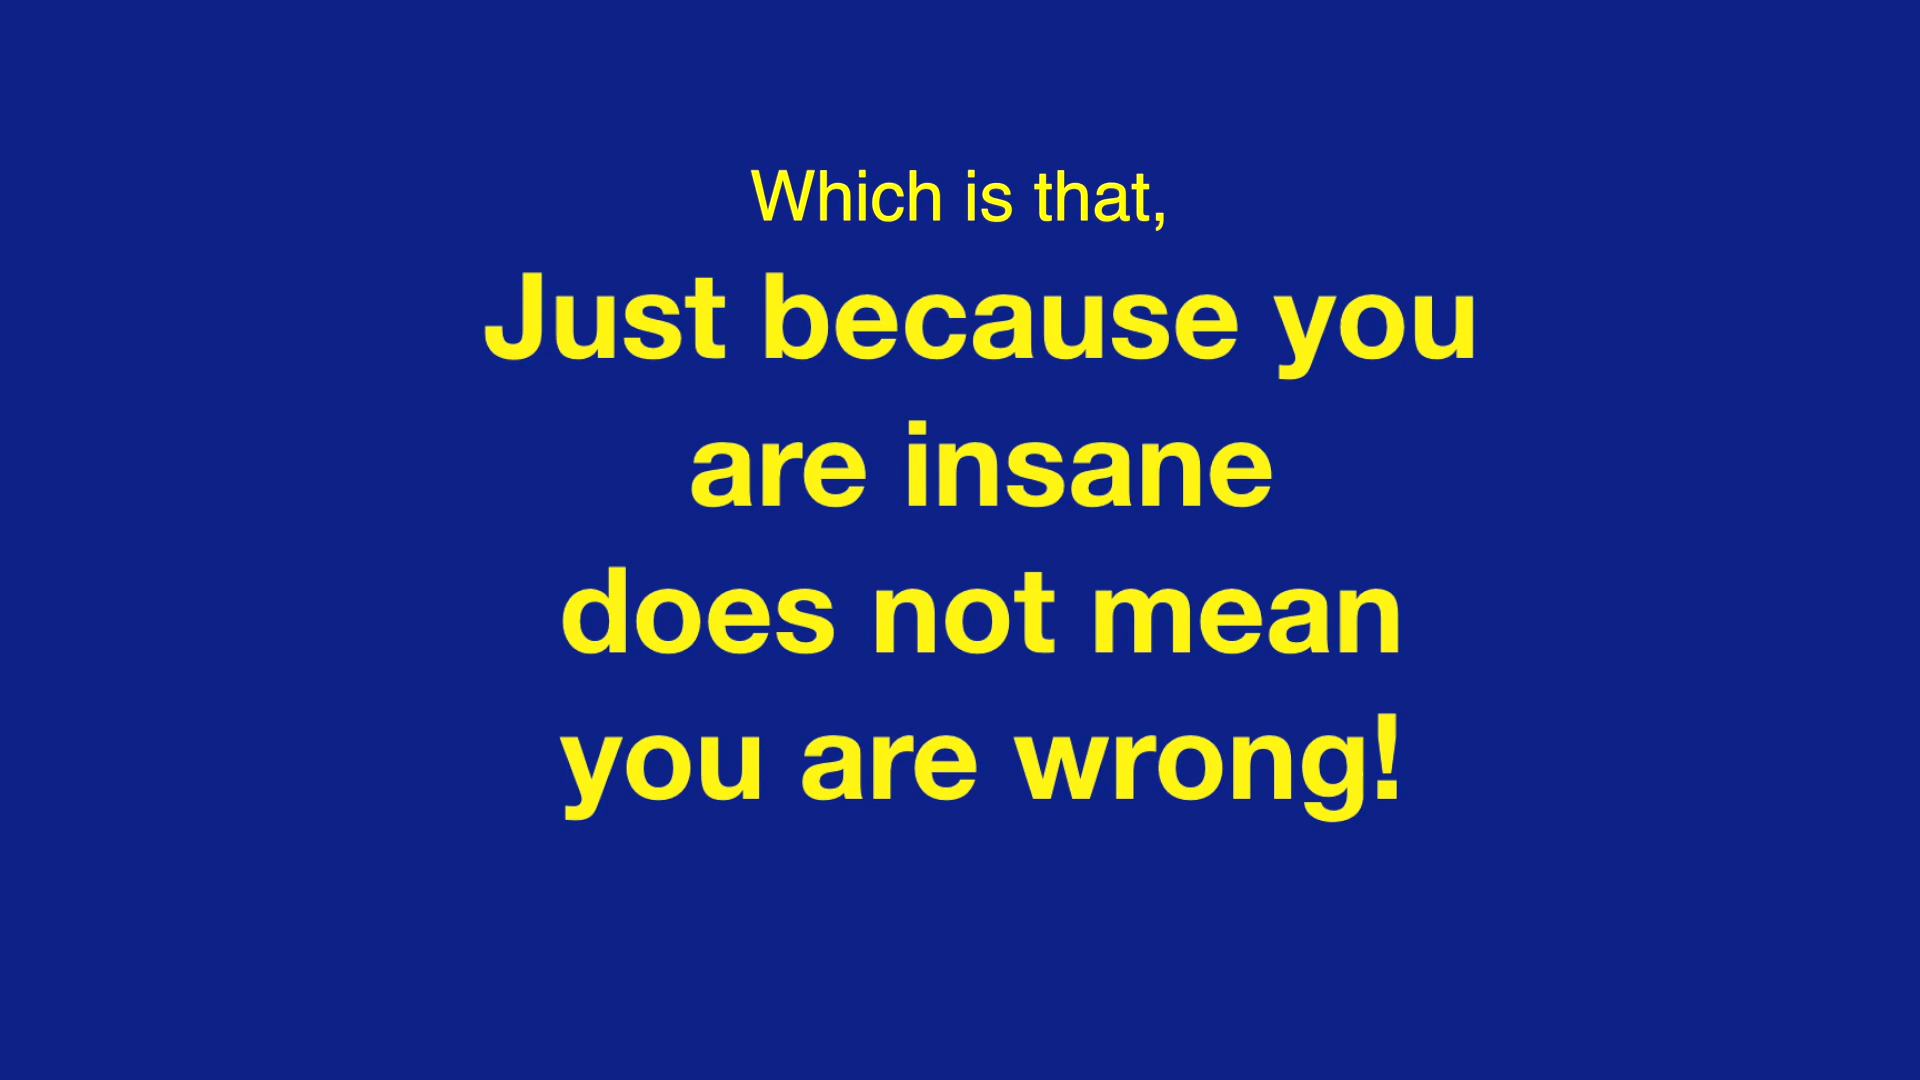 Which is that,
Just because you
are insane
does not mean
you are wrong!